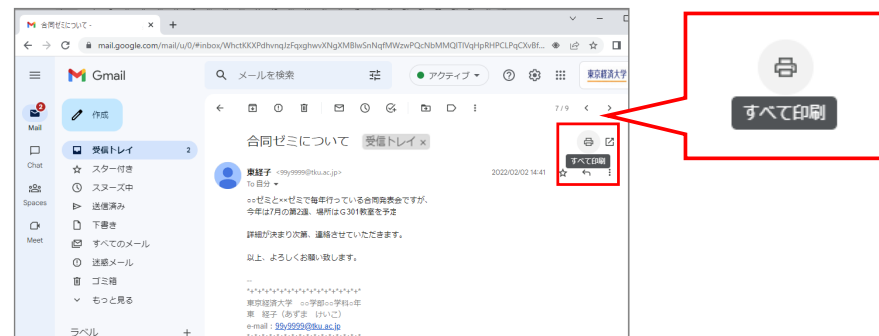 合同ゼミについて -
mail.google.com/mail/u/0/#inbox/WhctKKXPdhvnqJzFqxghwvXNgXMBlwSnNqfMWzwPQcNbMMQlTlVqHpRHPCLPqCXvBf...
Gmail
メールを検索
アクティブ
東京経済大学
2
Mail
作成
7/9
受信トレイ 2
合同ゼミについて 受信トレイ ×
すべて印刷
すべて印刷
Chat
スター付き
東経子 <99y9999@tku.ac.jp>
2022/02/02 14:41
To 自分
スヌーズ中
Spaces
送信済み
∘∘ゼミと××ゼミで毎年行っている合同発表会ですが、
今年は7月の第2週、場所はG301教室を予定
下書き
Meet
詳細が決まり次第、連絡させていただきます。
すべてのメール
迷惑メール
以上、よろしくお願い致します。
ゴミ箱
もっと見る
--
*+*+*+*+*+*+*+*+*+*+*+*+*+*+*+*
東京経済大学 ∘∘学部∘∘学科∘年
東 経子（あずま けいこ）
e-mail : 99y9999@tku.ac.jp
ラベル +